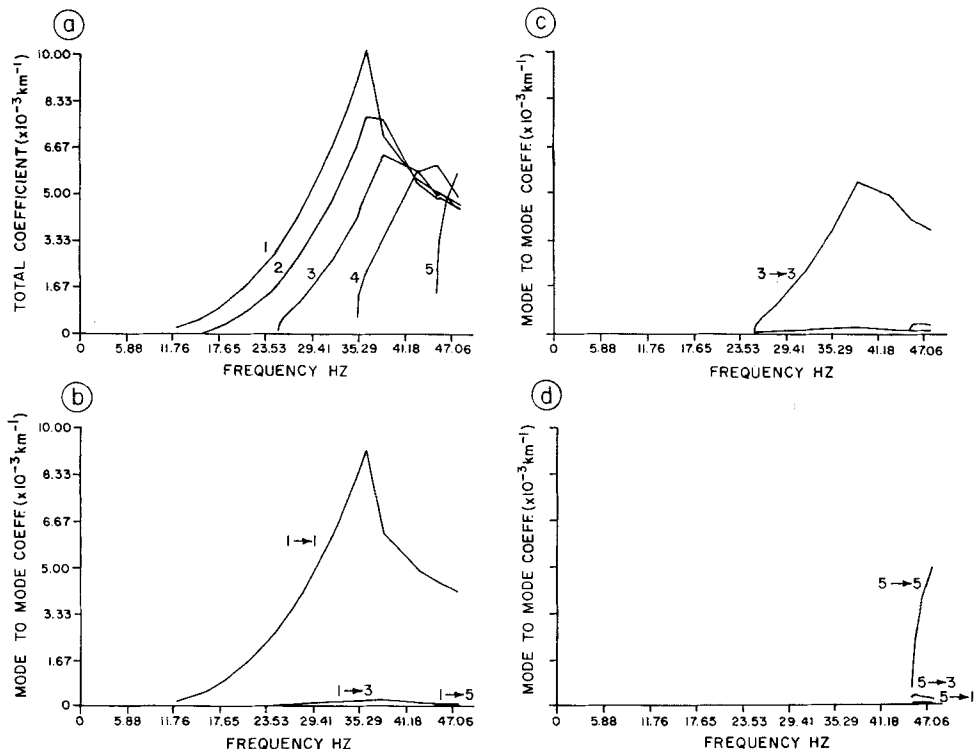 a
TOTAL COEFFICIENT (x10⁻³ km⁻¹)
10.00
8.33
6.67
5.00
3.33
1.67
0
1
2
3
4
5
0 5.88 11.76 17.65 23.53 29.41 35.29 41.18 47.06
FREQUENCY HZ
c
MODE TO MODE COEFF. (x10⁻³ km⁻¹)
3→3
0 5.88 11.76 17.65 23.53 29.41 35.29 41.18 47.06
FREQUENCY HZ
b
MODE TO MODE COEFF. (x10⁻³ km⁻¹)
10.00
8.33
6.67
5.00
3.33
1.67
0
1→1
1→3
1→5
0 5.88 11.76 17.65 23.53 29.41 35.29 41.18 47.06
FREQUENCY HZ
d
MODE TO MODE COEFF. (x10⁻³ km⁻¹)
5→5
5→3
5→1
0 5.88 11.76 17.65 23.53 29.41 35.29 41.18 47.06
FREQUENCY HZ